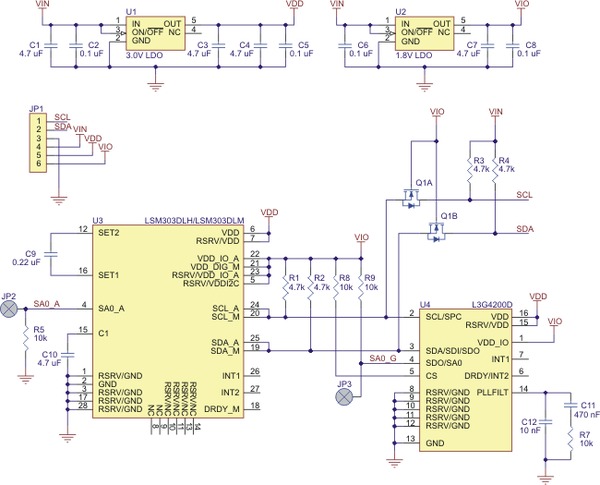 VIN
U1
VDD
1 IN OUT 5
3 ON/OFF NC 4
2 GND
C1 4.7 uF
C2 0.1 uF
3.0V LDO
C3 4.7 uF
C4 4.7 uF
C5 0.1 uF
VIN
U2
VIO
1 IN OUT 5
3 ON/OFF NC 4
2 GND
C6 0.1 uF
C7 4.7 uF
1.8V LDO
C8 0.1 uF
JP1
1 SCL
2 SDA
3 VIN
4 VDD
5 VIO
6
VIO
VIN
R3 4.7k
R4 4.7k
Q1A
SCL
Q1B
SDA
U3
LSM303DLH/LSM303DLM
VDD
12 SET2
VDD 6
RSRV/VDD 7
C9 0.22 uF
VIO
VDD_IO_A 22
VDD_DIG_M 21
RSRV/VDD_IO_A 23
RSRV/VDDI2C 5
16 SET1
R1 4.7k
R2 4.7k
R8 10k
R9 10k
JP2
SA0_A
4 SA0_A
SCL_A 24
SCL_M 20
R5 10k
15 C1
SDA_A 25
SDA_M 19
C10 4.7 uF
1 RSRV/GND
2 GND
3 RSRV/GND
17 RSRV/GND
28 RSRV/GND
INT1 26
INT2 27
DRDY_M 18
NC 8
NC 9
RSRV/NC 10
RSRV/NC 11
RSRV/NC 13
RSRV/NC 14
SA0_G
JP3
U4
L3G4200D
VDD
VIO
2 SCL/SPC
VDD 16
RSRV/VDD 15
VDD_IO 1
3 SDA/SDI/SDO
4 SDO/SA0
5 CS
INT1 7
DRDY/INT2 6
PLLFILT 14
8 RSRV/GND
9 RSRV/GND
10 RSRV/GND
11 RSRV/GND
12 RSRV/GND
13 GND
C11 470 nF
C12 10 nF
R7 10k